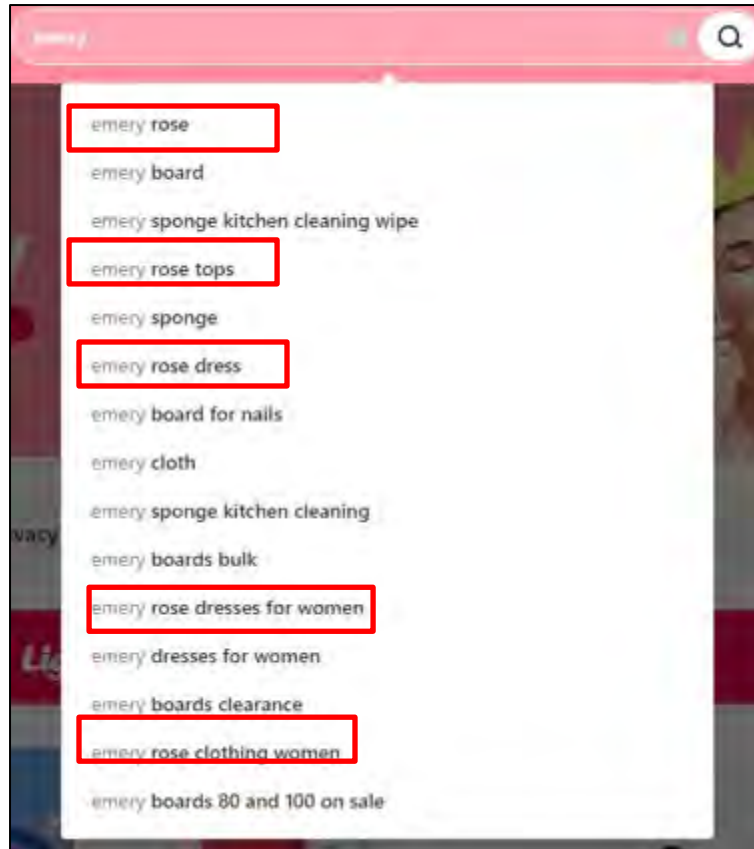 emery
emery rose
emery board
emery sponge kitchen cleaning wipe
emery rose tops
emery sponge
emery rose dress
emery board for nails
emery cloth
emery sponge kitchen cleaning
vacy
emery boards bulk
emery rose dresses for women
emery dresses for women
Lig
emery boards clearance
emery rose clothing women
emery boards 80 and 100 on sale